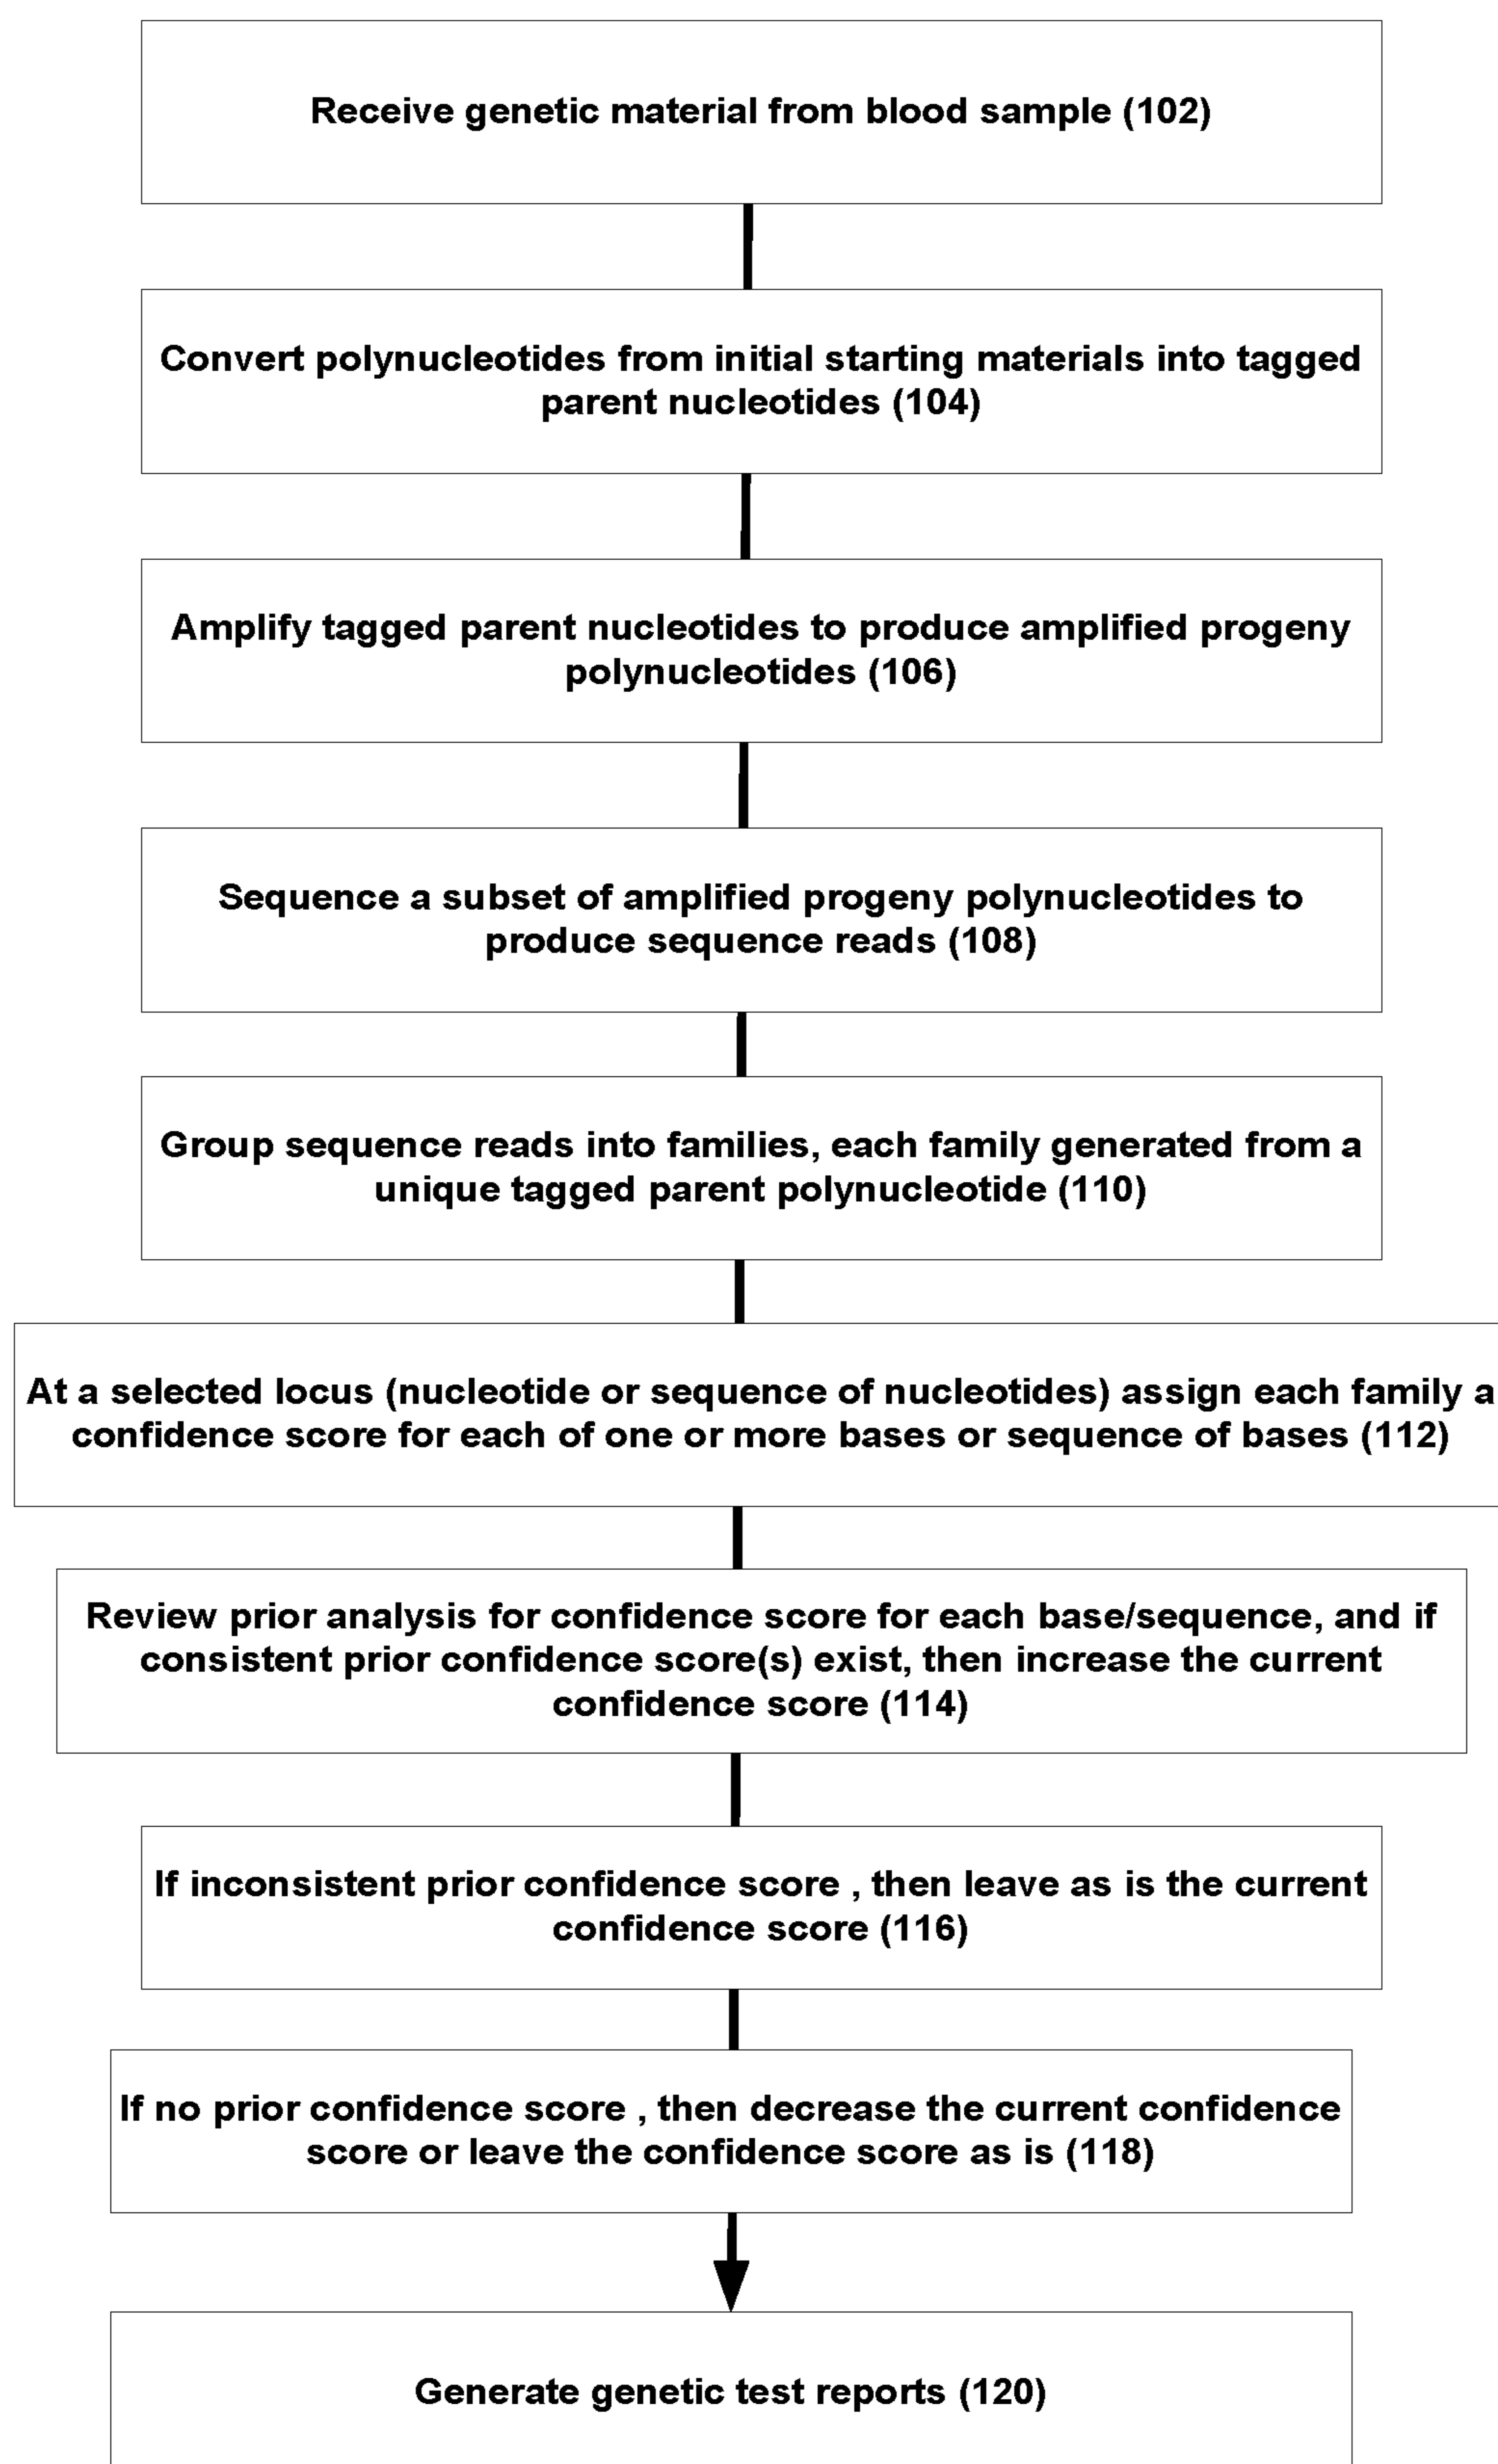 Receive genetic material from blood sample (102)
Convert polynucleotides from initial starting materials into tagged
parent nucleotides (104)
Amplify tagged parent nucleotides to produce amplified progeny
polynucleotides (106)
Sequence a subset of amplified progeny polynucleotides to
produce sequence reads (108)
Group sequence reads into families, each family generated from a
unique tagged parent polynucleotide (110)
At a selected locus (nucleotide or sequence of nucleotides) assign each family a
confidence score for each of one or more bases or sequence of bases (112)
Review prior analysis for confidence score for each base/sequence, and if
consistent prior confidence score(s) exist, then increase the current
confidence score (114)
If inconsistent prior confidence score , then leave as is the current
confidence score (116)
If no prior confidence score , then decrease the current confidence
score or leave the confidence score as is (118)
Generate genetic test reports (120)